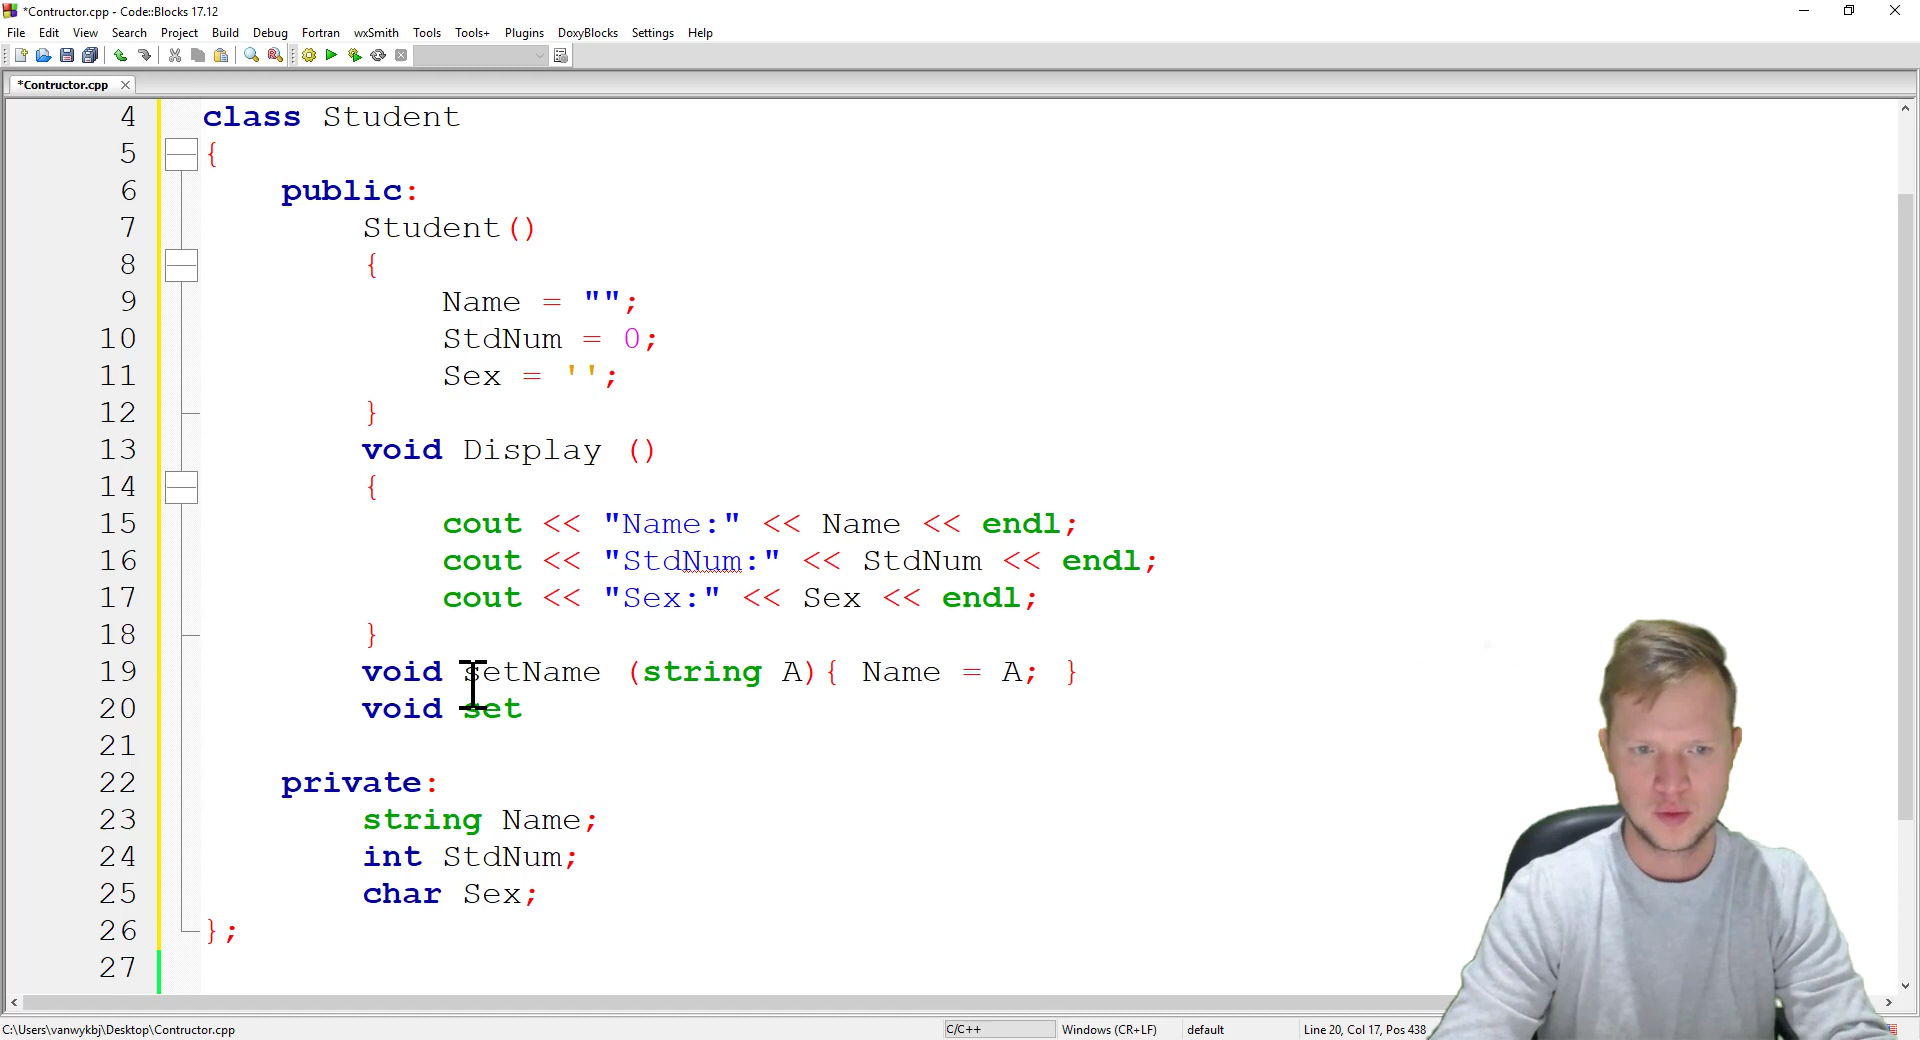 *Contructor.cpp - Code::Blocks 17.12
File Edit View Search Project Build Debug Fortran wxSmith Tools Tools+ Plugins DoxyBlocks Settings Help
*Contructor.cpp
4 class Student
5 {
6 public:
7 Student()
8 {
9 Name = "";
10 StdNum = 0;
11 Sex = '';
12 }
13 void Display ()
14 {
15 cout << "Name:" << Name << endl;
16 cout << "StdNum:" << StdNum << endl;
17 cout << "Sex:" << Sex << endl;
18 }
19 void setName (string A){ Name = A; }
20 void set
21
22 private:
23 string Name;
24 int StdNum;
25 char Sex;
26 };
27
C:\Users\vanwykbj\Desktop\Contructor.cpp C/C++ Windows (CR+LF) default Line 20, Col 17, Pos 438